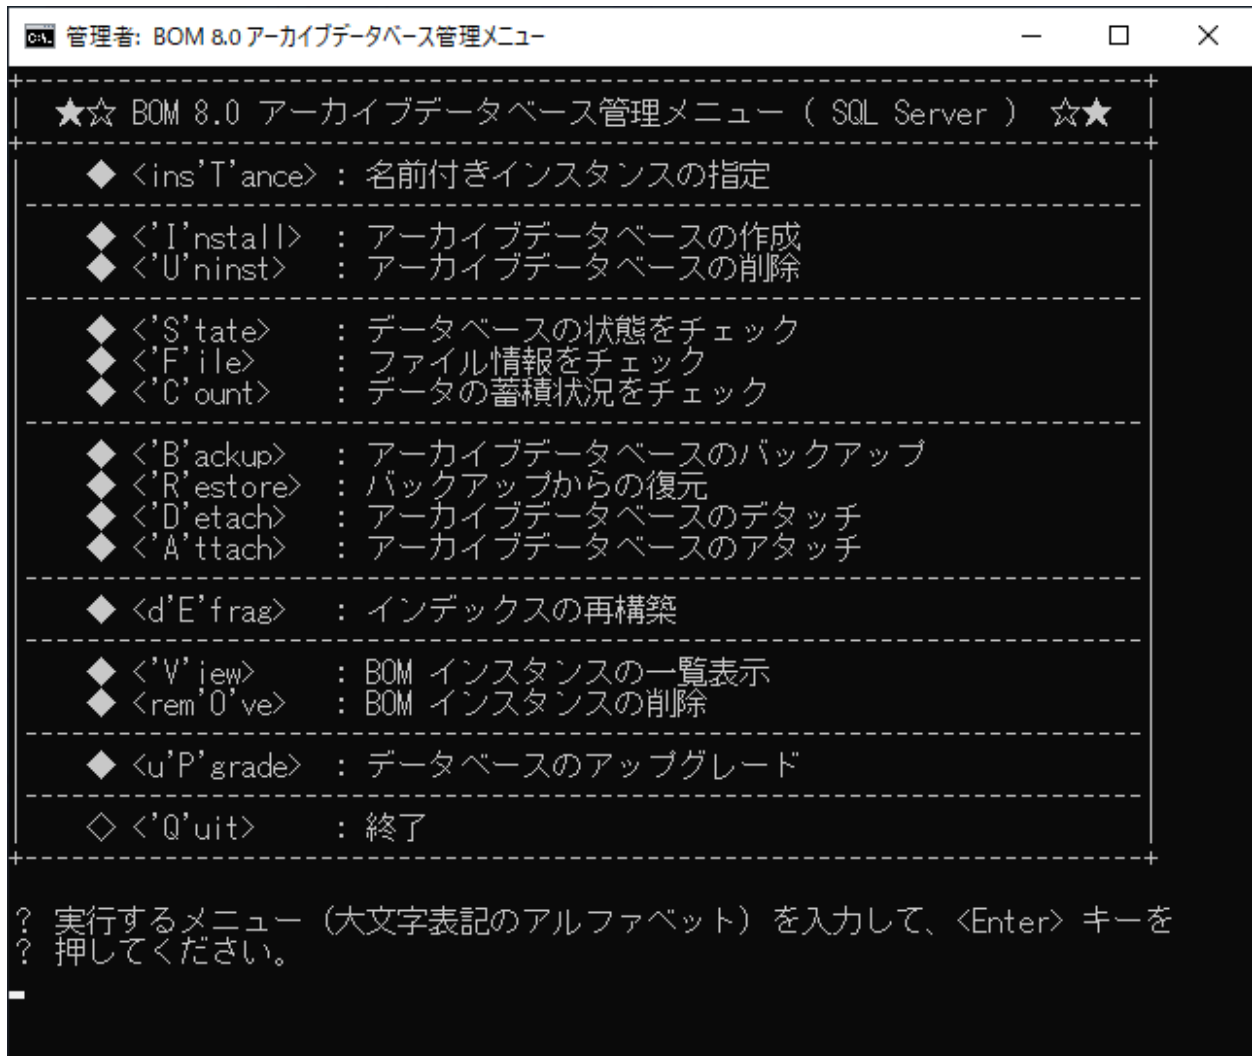 管理者: BOM 8.0 アーカイブデータベース管理メニュー
★☆ BOM 8.0 アーカイブデータベース管理メニュー ( SQL Server ) ☆★
◆ <ins'T'ance> : 名前付きインスタンスの指定
◆ <'I'nstall> : アーカイブデータベースの作成
◆ <'U'ninst> : アーカイブデータベースの削除
◆ <'S'tate> : データベースの状態をチェック
◆ <'F'ile> : ファイル情報をチェック
◆ <'C'ount> : データの蓄積状況をチェック
◆ <'B'ackup> : アーカイブデータベースのバックアップ
◆ <'R'estore> : バックアップからの復元
◆ <'D'etach> : アーカイブデータベースのデタッチ
◆ <'A'ttach> : アーカイブデータベースのアタッチ
◆ <d'E'frag> : インデックスの再構築
◆ <'V'iew> : BOM インスタンスの一覧表示
◆ <rem'O've> : BOM インスタンスの削除
◆ <u'P'grade> : データベースのアップグレード
◇ <'Q'uit> : 終了
? 実行するメニュー（大文字表記のアルファベット）を入力して、<Enter> キーを
? 押してください。